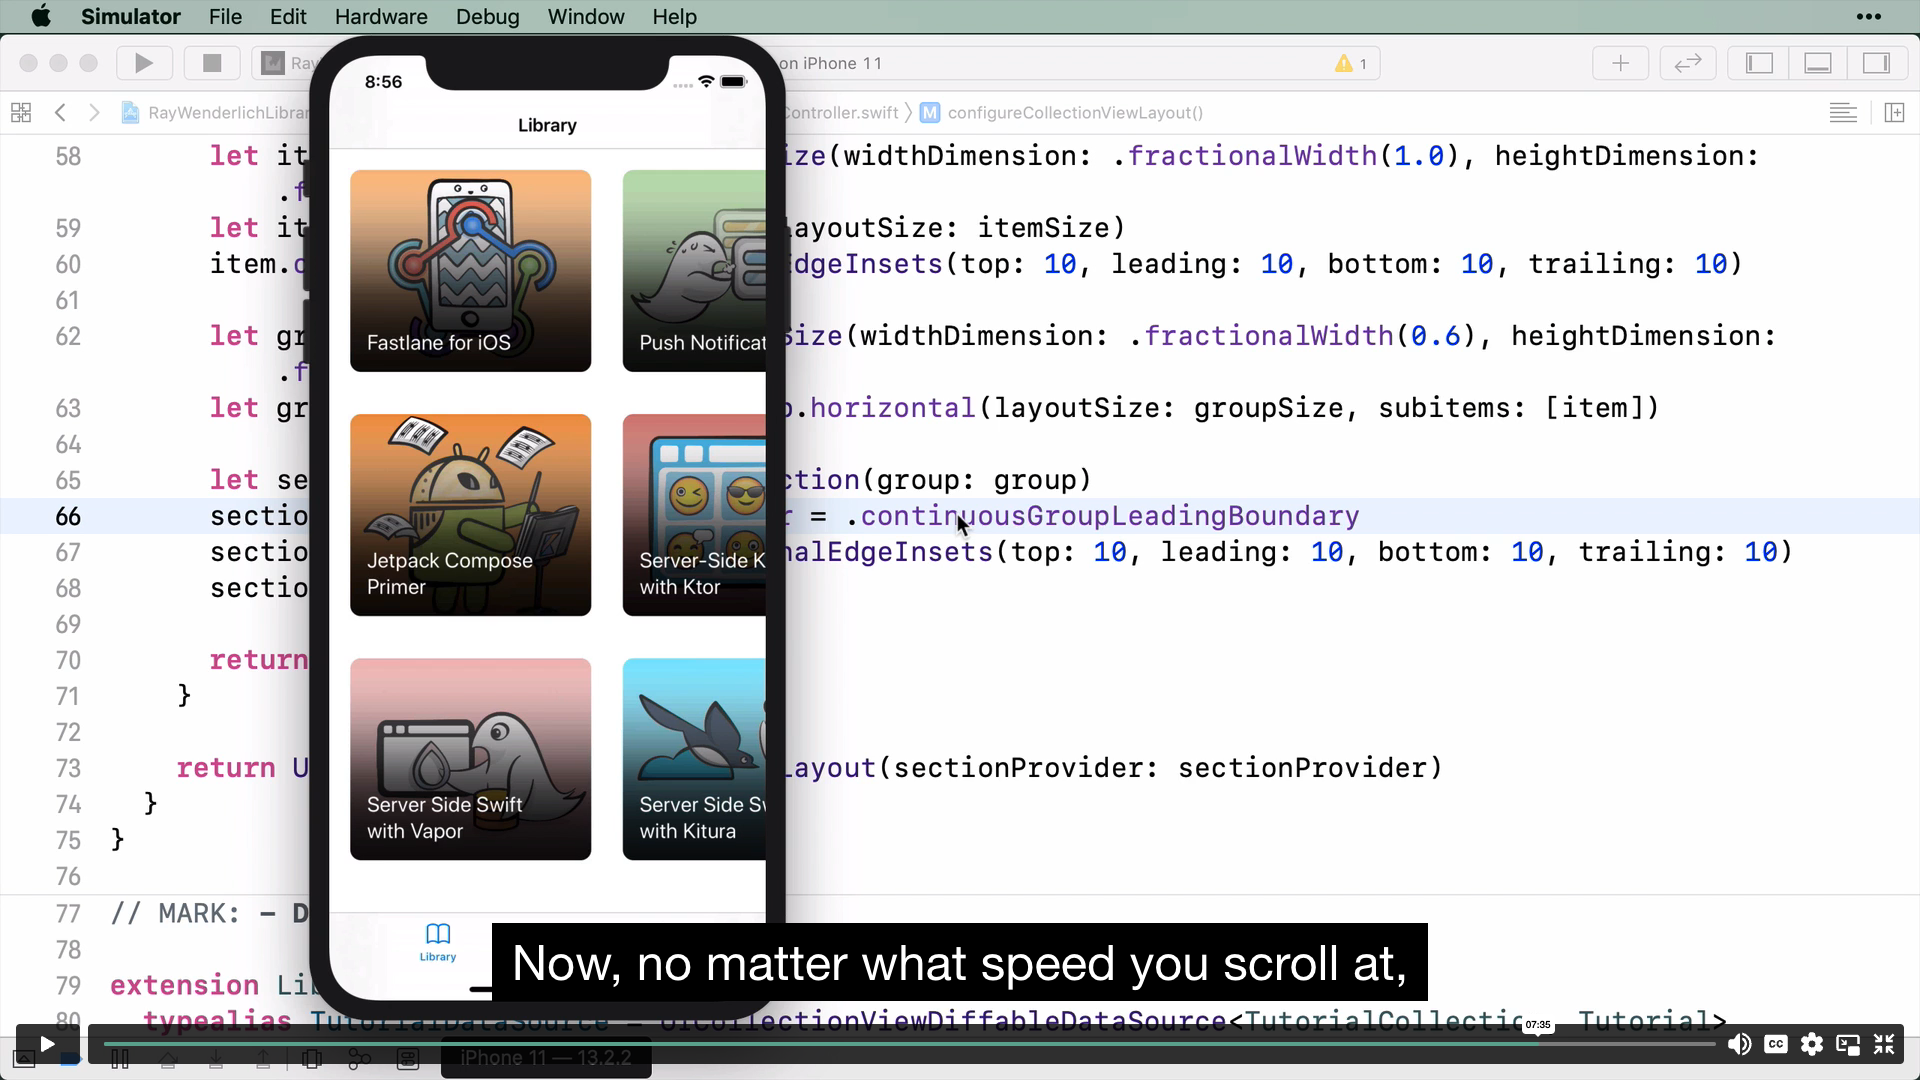 Simulator File Edit Hardware Debug Window Help
on iPhone 11
1
8:56
RayWenderlichLibrar
Controller.swift
M configureCollectionViewLayout()
Library
58 let it ize(widthDimension: .fractionalWidth(1.0), heightDimension:
.f
59 let it layoutSize: itemSize)
60 item.c dgeInsets(top: 10, leading: 10, bottom: 10, trailing: 10)
61
62 let gr Size(widthDimension: .fractionalWidth(0.6), heightDimension:
.f
63 let gr .horizontal(layoutSize: groupSize, subitems: [item])
64
65 let se ction(group: group)
66 sectio = .continuousGroupLeadingBoundary
67 sectio nalEdgeInsets(top: 10, leading: 10, bottom: 10, trailing: 10)
68 sectio
69
70 return
71 }
72
73 return U Layout(sectionProvider: sectionProvider)
74 }
75 }
76
77 // MARK: - D
78
79 extension Li
80 typealias TutorialDataSource = UICollectionViewDiffableDataSource<TutorialCollectio Tutorial>
Fastlane for iOS
Push Notificat
Jetpack Compose
Primer
Server-Side K
with Ktor
Server Side Swift
with Vapor
Server Side Sw
with Kitura
Library
Now, no matter what speed you scroll at,
07:35
CC
iPhone 11 — 13.2.2